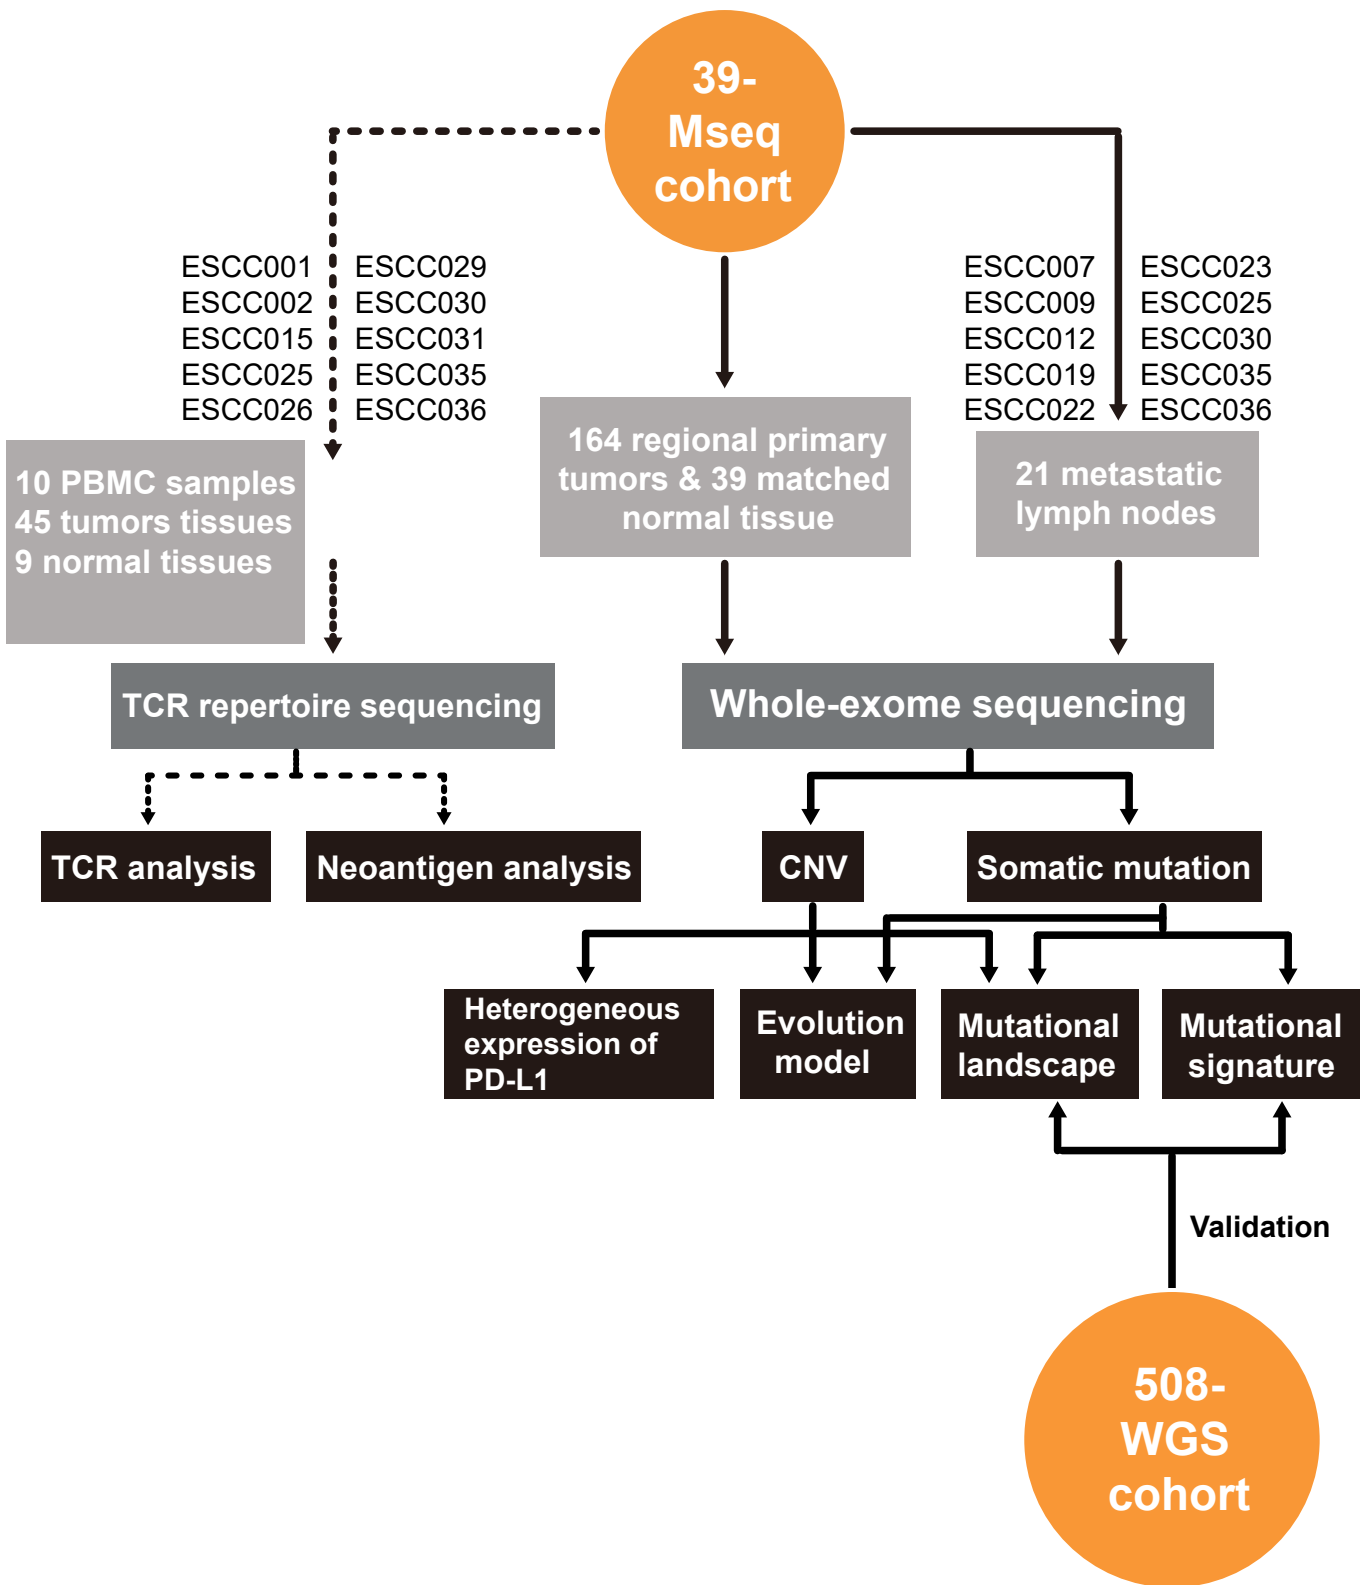 39-
Mseq
cohort
ESCC001
ESCC002
ESCC015
ESCC025
ESCC026
ESCC029
ESCC030
ESCC031
ESCC035
ESCC036
ESCC007
ESCC009
ESCC012
ESCC019
ESCC022
ESCC023
ESCC025
ESCC030
ESCC035
ESCC036
10 PBMC samples
45 tumors tissues
9 normal tissues
164 regional primary
tumors & 39 matched
normal tissue
21 metastatic
lymph nodes
TCR repertoire sequencing
Whole-exome sequencing
TCR analysis
Neoantigen analysis
CNV
Somatic mutation
Heterogeneous
expression of
PD-L1
Evolution
model
Mutational
landscape
Mutational
signature
Validation
508-
WGS
cohort